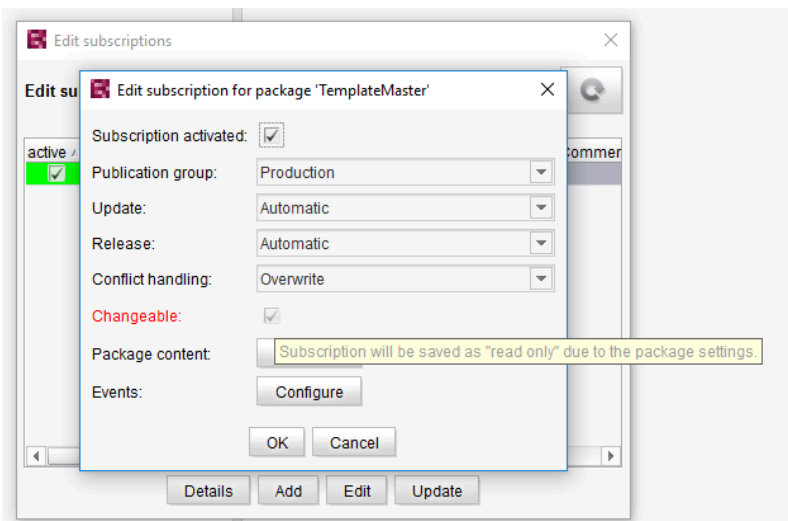 Edit subscriptions
Edit su
Edit subscription for package 'TemplateMaster'
active
Commen
Subscription activated:
Publication group: Production
Update: Automatic
Release: Automatic
Conflict handling: Overwrite
Changeable:
Package content:
Subscription will be saved as "read only" due to the package settings.
Events: Configure
OK Cancel
Details Add Edit Update